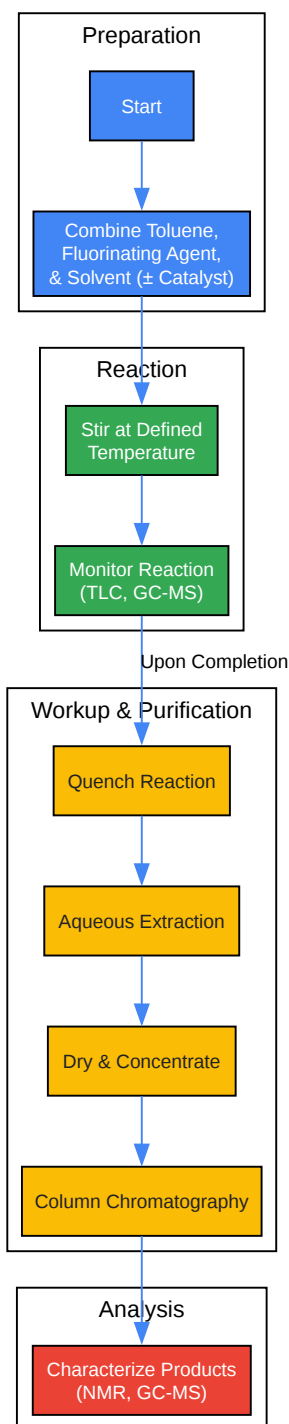 Preparation
Start
Combine Toluene,
Fluorinating Agent,
& Solvent (± Catalyst)
Reaction
Stir at Defined
Temperature
Monitor Reaction
(TLC, GC-MS)
Upon Completion
Workup & Purification
Quench Reaction
Aqueous Extraction
Dry & Concentrate
Column Chromatography
Analysis
Characterize Products
(NMR, GC-MS)